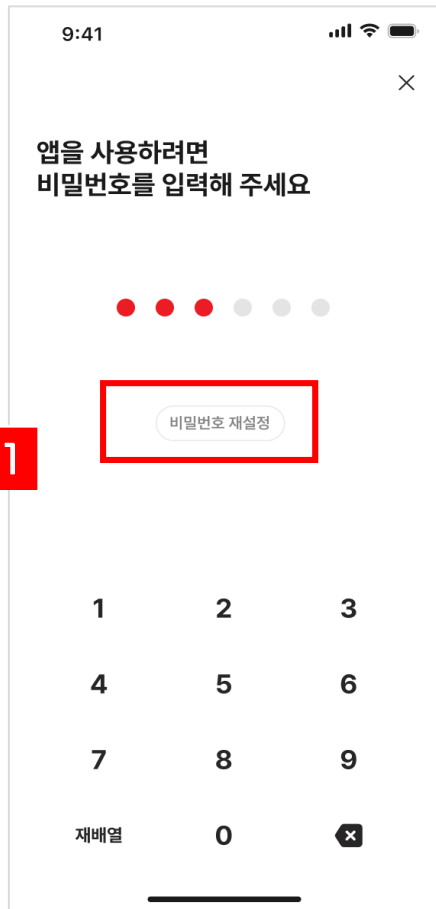 9:41
앱을 사용하려면
비밀번호를 입력해 주세요
비밀번호 재설정
1
1 2 3
4 5 6
7 8 9
재배열 0